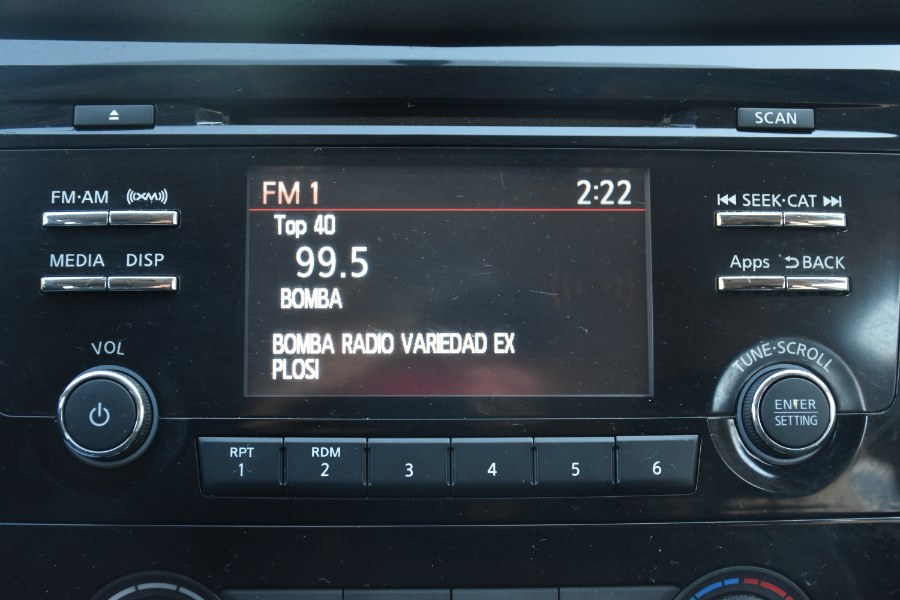 SCAN
FM·AM (((XM)))
SEEK·CAT
MEDIA DISP
Apps BACK
FM 1 2:22
Top 40
99.5
BOMBA
BOMBA RADIO VARIEDAD EX
PLOSI
VOL
TUNE·SCROLL
ENTER
SETTING
RPT RDM
1 2 3 4 5 6